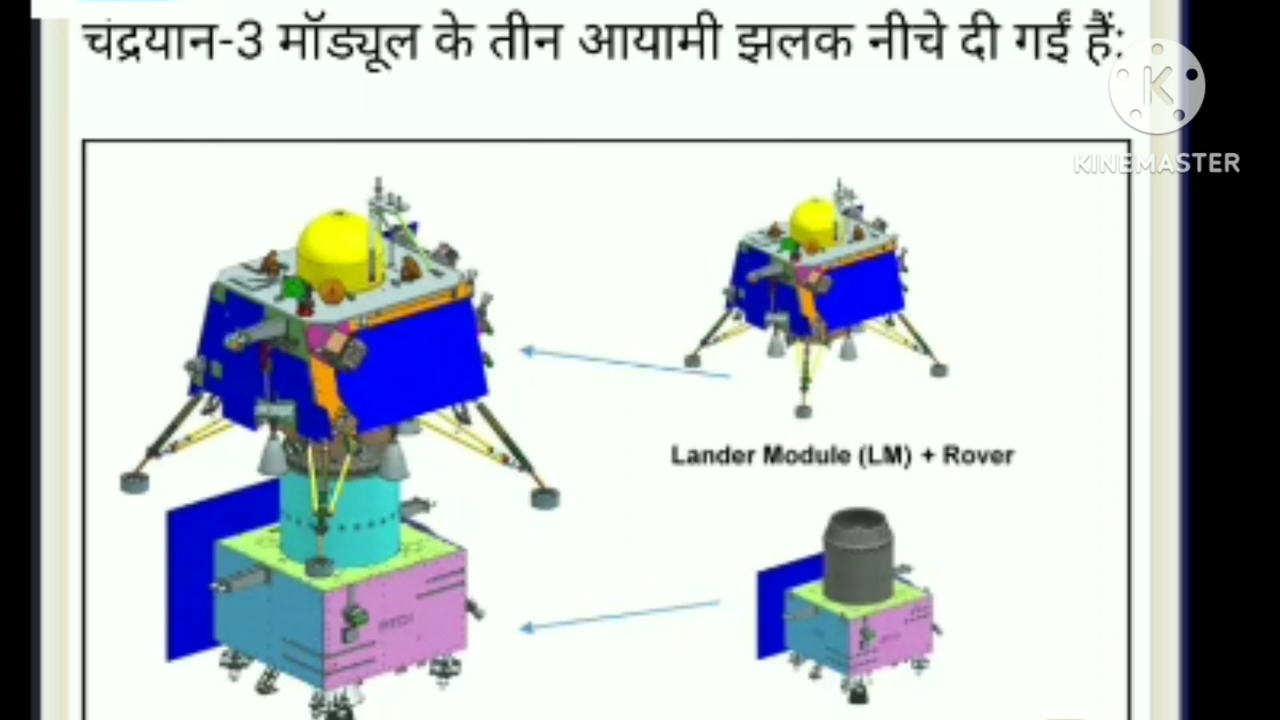 चंद्रयान-3 मॉड्यूल के तीन आयामी झलक नीचे दी गईं हैं:
K
KINEMASTER
Lander Module (LM) + Rover